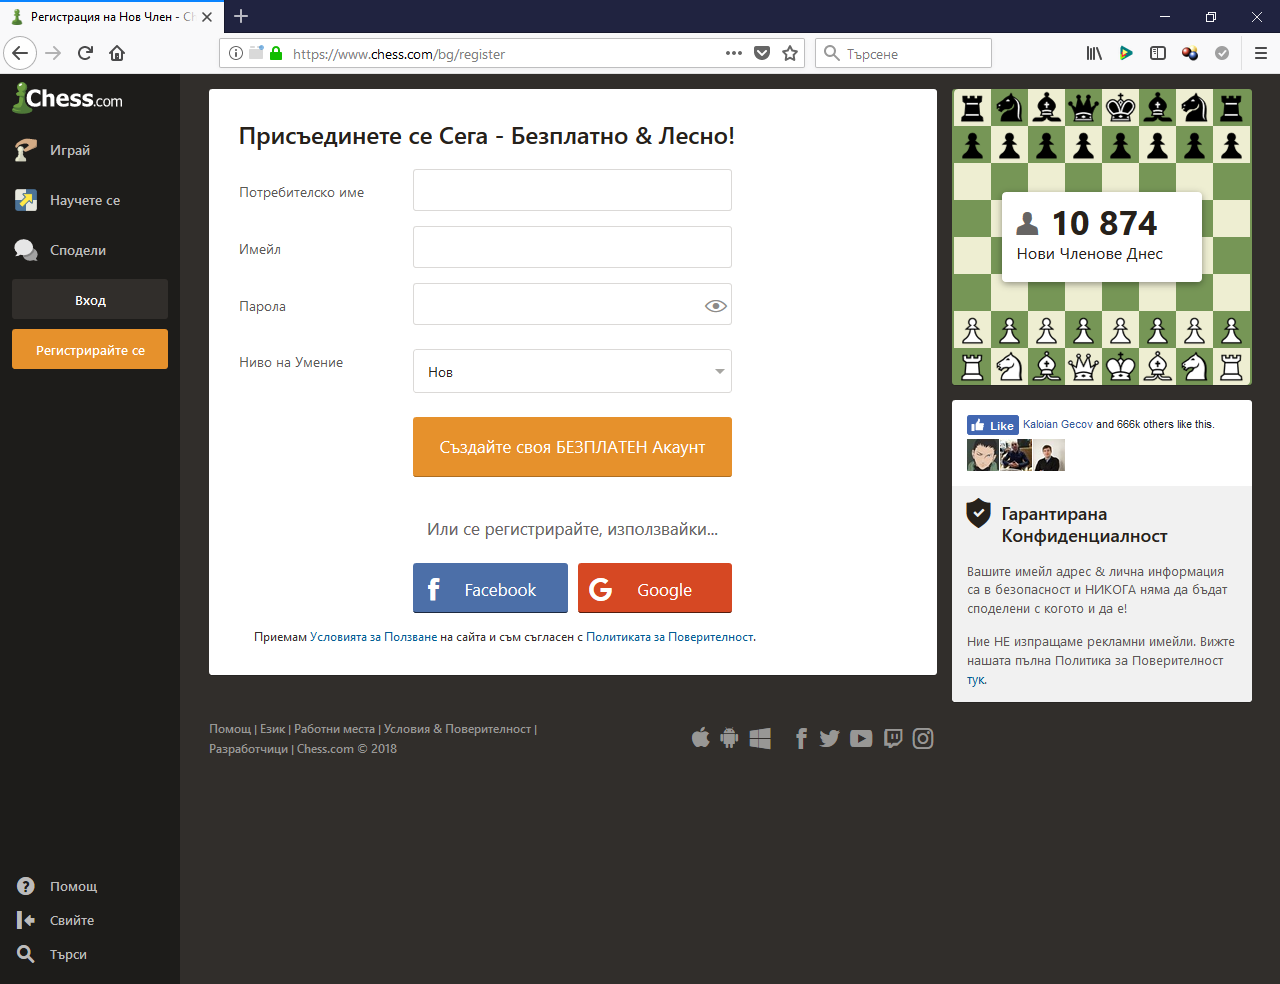 Регистрация на Нов Член - Ch
https://www.chess.com/bg/register
Търсене
Chess.com
Играй
Научете се
Сподели
Вход
Регистрирайте се
Помощ
Свийте
Търси
Присъединете се Сега - Безплатно & Лесно!
Потребителско име
Имейл
Парола
Ниво на Умение
Нов
Създайте своя БЕЗПЛАТЕН Акаунт
Или се регистрирайте, използвайки...
Facebook
Google
Приемам Условията за Ползване на сайта и съм съгласен с Политиката за Поверителност.
Помощ | Език | Работни места | Условия & Поверителност |
Разработчици | Chess.com © 2018
10 874
Нови Членове Днес
Like
Kaloian Gecov and 666k others like this.
Гарантирана
Конфиденциалност
Вашите имейл адрес & лична информация
са в безопасност и НИКОГА няма да бъдат
споделени с когото и да е!
Ние НЕ изпращаме рекламни имейли. Вижте
нашата пълна Политика за Поверителност
тук.